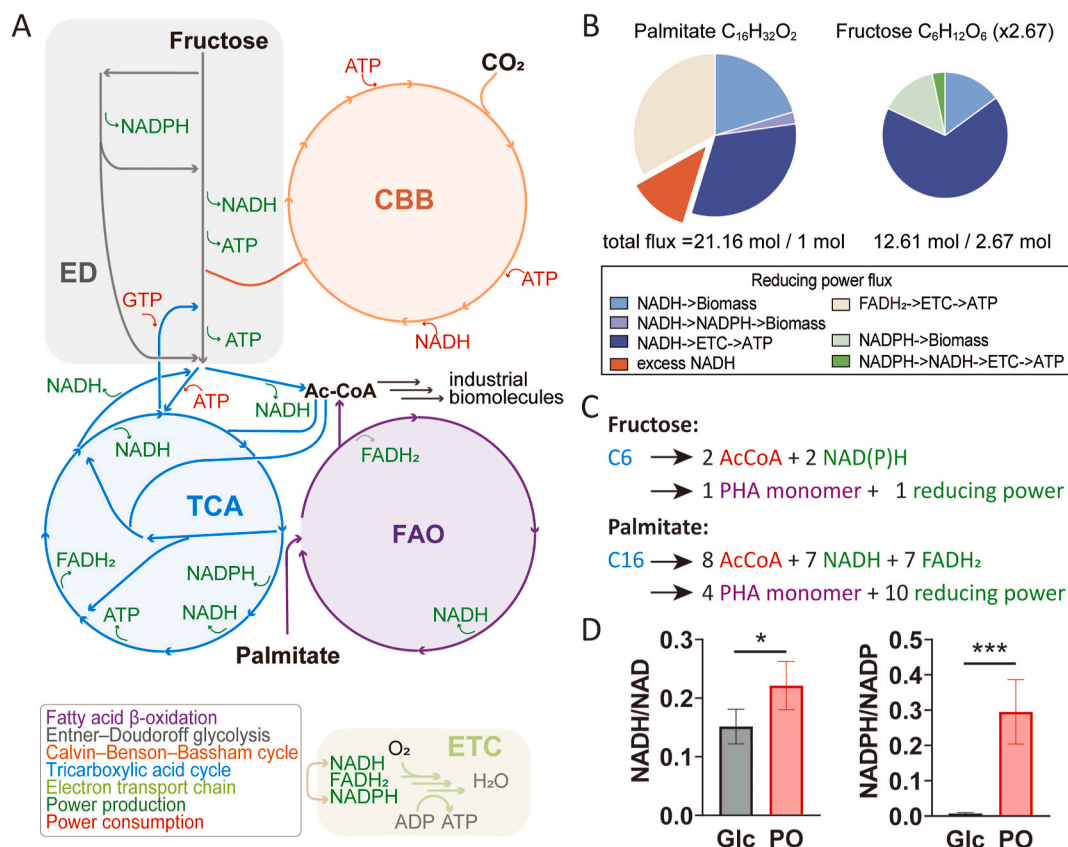 A
Fructose
NADPH
NADH
ATP
ED
GTP
ATP
ATP
CO₂
CBB
ATP
NADH
NADH
ATP
NADH
Ac-CoA
industrial
biomolecules
NADH
FADH₂
TCA
FAO
FADH₂
NADPH
ATP
NADH
NADH
Palmitate
Fatty acid β-oxidation
Entner–Doudoroff glycolysis
Calvin–Benson–Bassham cycle
Tricarboxylic acid cycle
Electron transport chain
Power production
Power consumption
ETC
O₂
NADH
FADH₂
NADPH
H₂O
ADP ATP
B
Palmitate C₁₆H₃₂O₂
Fructose C₆H₁₂O₆ (x2.67)
total flux =21.16 mol / 1 mol
12.61 mol / 2.67 mol
Reducing power flux
NADH->Biomass
NADH->NADPH->Biomass
NADH->ETC->ATP
excess NADH
FADH₂->ETC->ATP
NADPH->Biomass
NADPH->NADH->ETC->ATP
C
Fructose:
C6 → 2 AcCoA + 2 NAD(P)H
→ 1 PHA monomer + 1 reducing power
Palmitate:
C16 → 8 AcCoA + 7 NADH + 7 FADH₂
→ 4 PHA monomer + 10 reducing power
D
NADH/NAD
0.3
0.2
0.1
0.0
*
Glc PO
NADPH/NADP
0.5
0.4
0.3
0.2
0.1
0.0
***
Glc PO